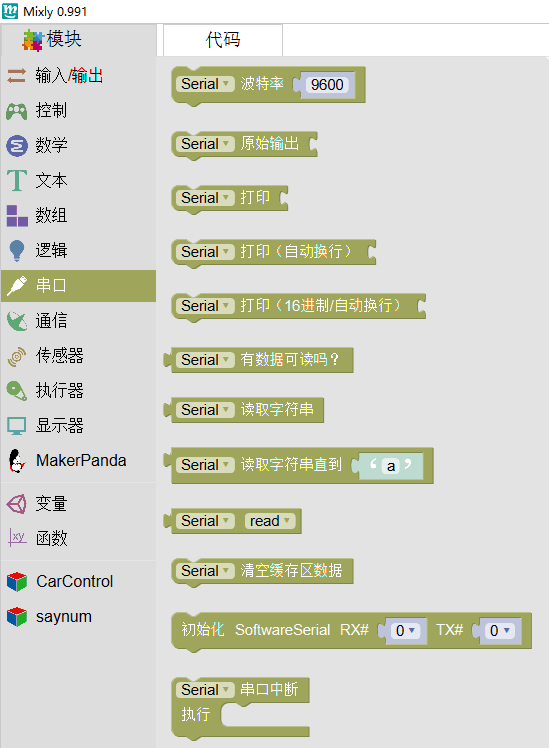 Mixly 0.991
模块
代码
输入/输出
控制
数学
文本
数组
逻辑
串口
通信
传感器
执行器
显示器
MakerPanda
变量
函数
CarControl
saynum
Serial 波特率 9600
Serial 原始输出
Serial 打印
Serial 打印（自动换行）
Serial 打印（16进制/自动换行）
Serial 有数据可读吗？
Serial 读取字符串
Serial 读取字符串直到 “ a ”
Serial read
Serial 清空缓存区数据
初始化 SoftwareSerial RX# 0 TX# 0
Serial 串口中断
执行